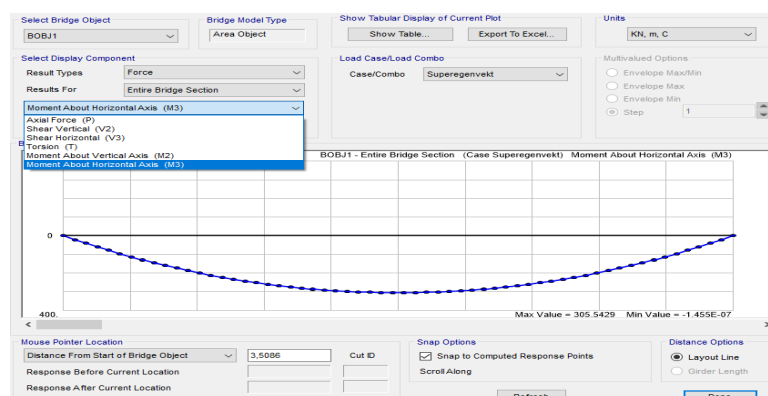 Select Bridge Object
Bridge Model Type
Show Tabular Display of Current Plot
Units
BOBJ1
Area Object
Show Table...
Export To Excel...
KN, m, C
Select Display Component
Load Case/Load Combo
Multivalued Options
Result Types
Force
Case/Combo
Superegenvekt
Envelope Max/Min
Results For
Entire Bridge Section
Envelope Max
Envelope Min
Moment About Horizontal Axis (M3)
Step
1
Axial Force (P)
Shear Vertical (V2)
Shear Horizontal (V3)
Torsion (T)
Moment About Vertical Axis (M2)
Moment About Horizontal Axis (M3)
BOBJ1 - Entire Bridge Section (Case Superegenvekt) Moment About Horizontal Axis (M3)
0
400.
Max Value = 305.5429 Min Value = -1.455E-07
Mouse Pointer Location
Snap Options
Distance Options
Distance From Start of Bridge Object
3,5086
Cut ID
Snap to Computed Response Points
Layout Line
Response Before Current Location
Scroll Along
Girder Length
Response After Current Location